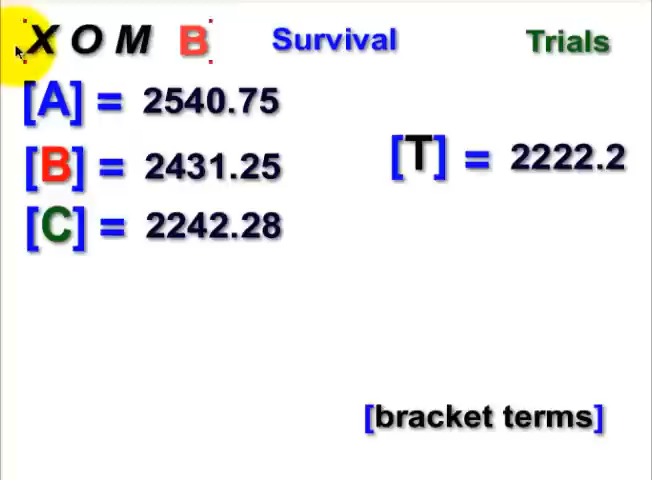 X O M B Survival Trials
[A] = 2540.75
[B] = 2431.25 [T] = 2222.2
[C] = 2242.28
[bracket terms]